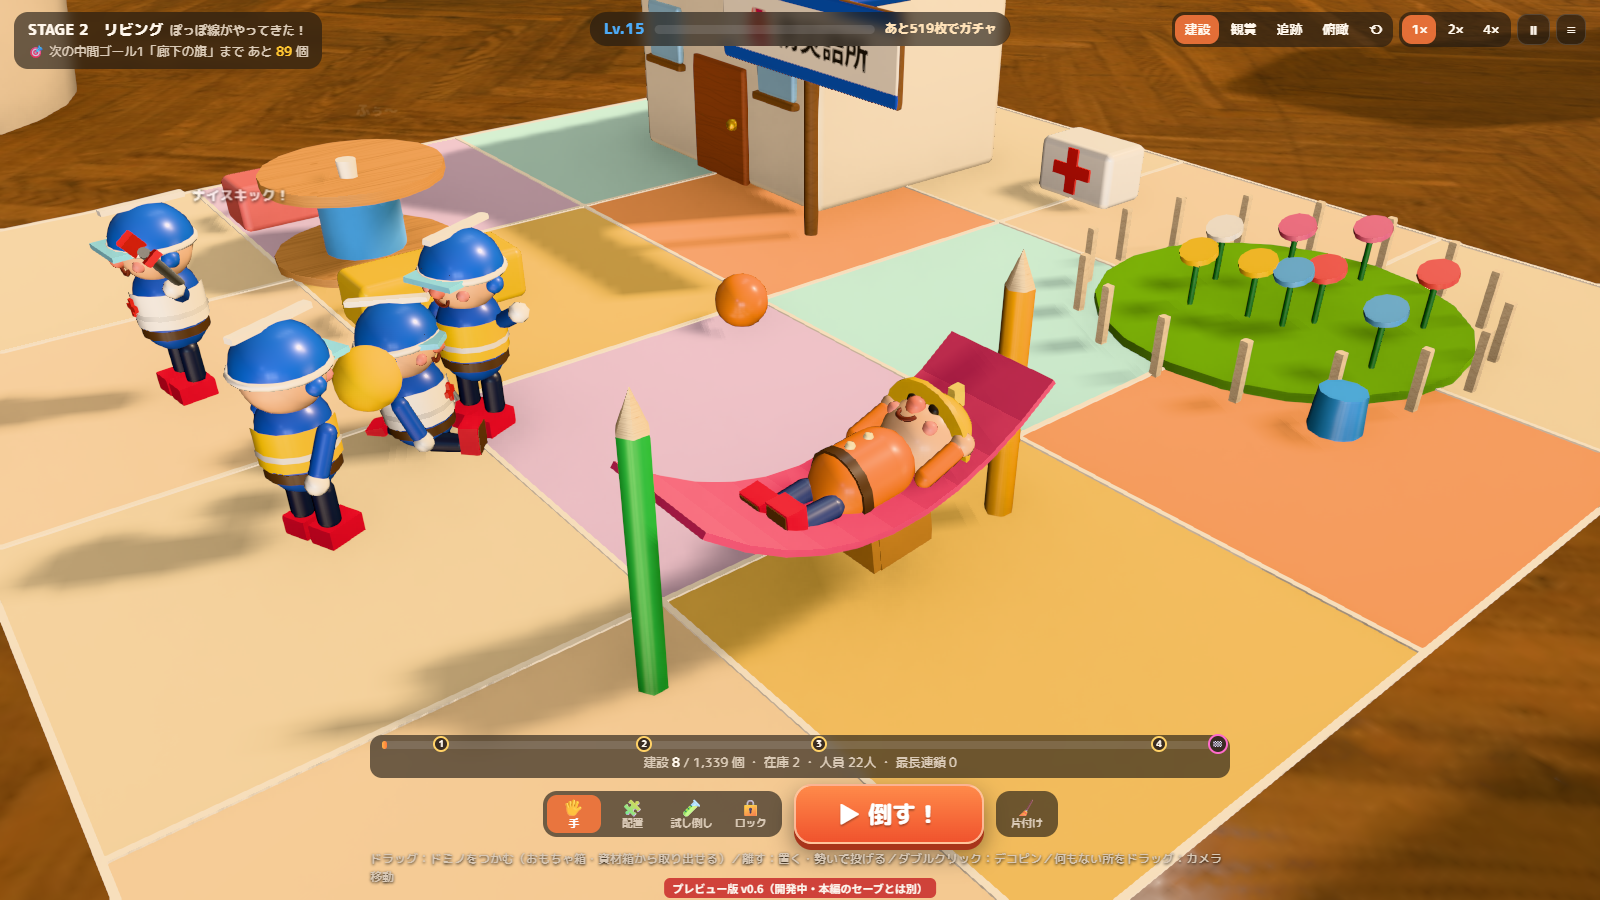 STAGE 2 リビング ぽっぽ線がやってきた！
次の中間ゴール1「廊下の旗」まで あと 89 個
Lv.15
あと519枚でガチャ
建設 観賞 追跡 俯瞰
1× 2× 4×
ナイスキック！
1 2 3 4
建設 8 / 1,339 個 ・ 在庫 2 ・ 人員 22人 ・ 最長連鎖 0
手 配置 試し倒し ロック
▶ 倒す！
片付け
ドラッグ：ドミノをつかむ（おもちゃ箱・資材箱から取り出せる）／離す：置く・勢いで投げる／ダブルクリック：デコピン／何もない所をドラッグ：カメラ
移動
プレビュー版 v0.6（開発中・本編のセーブとは別）